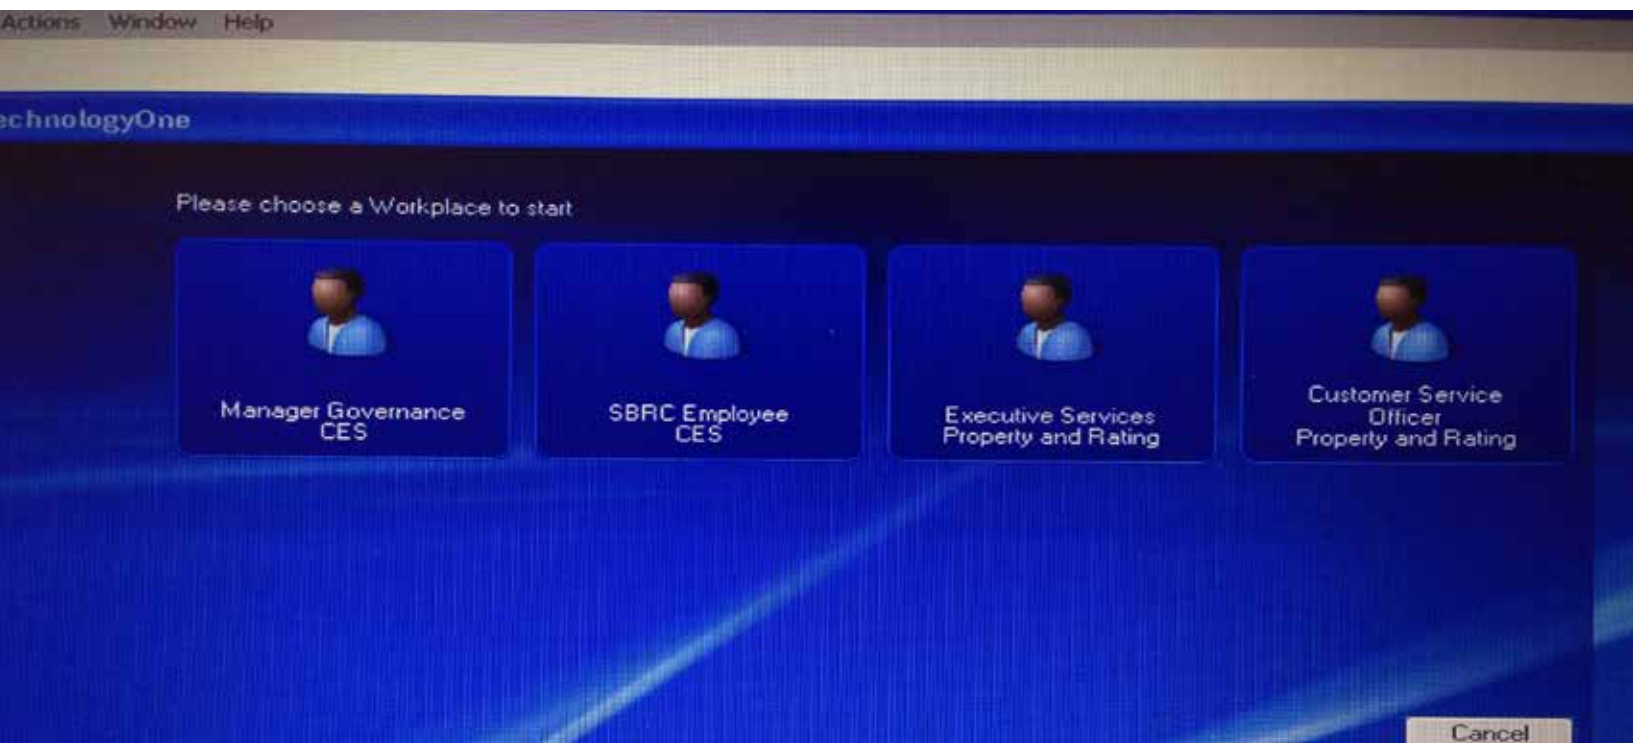 Actions Window Help
echnologyOne
Please choose a Workplace to start
Manager Governance
CES
SBRC Employee
CES
Executive Services
Property and Rating
Customer Service
Officer
Property and Rating
Cancel